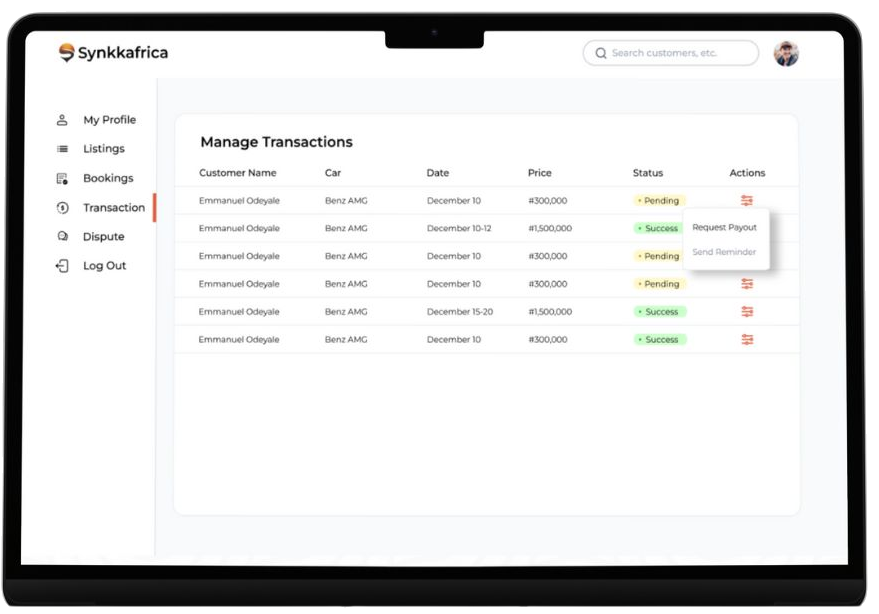 Synkkafrica
Search customers, etc.
My Profile
Listings
Bookings
Transaction
Dispute
Log Out
Manage Transactions
Customer Name Car Date Price Status Actions
Emmanuel Odeyale Benz AMG December 10 #300,000 Pending
Emmanuel Odeyale Benz AMG December 10-12 #1,500,000 Success
Emmanuel Odeyale Benz AMG December 10 #300,000 Pending
Emmanuel Odeyale Benz AMG December 10 #300,000 Pending
Emmanuel Odeyale Benz AMG December 15-20 #1,500,000 Success
Emmanuel Odeyale Benz AMG December 10 #300,000 Success
Request Payout
Send Reminder